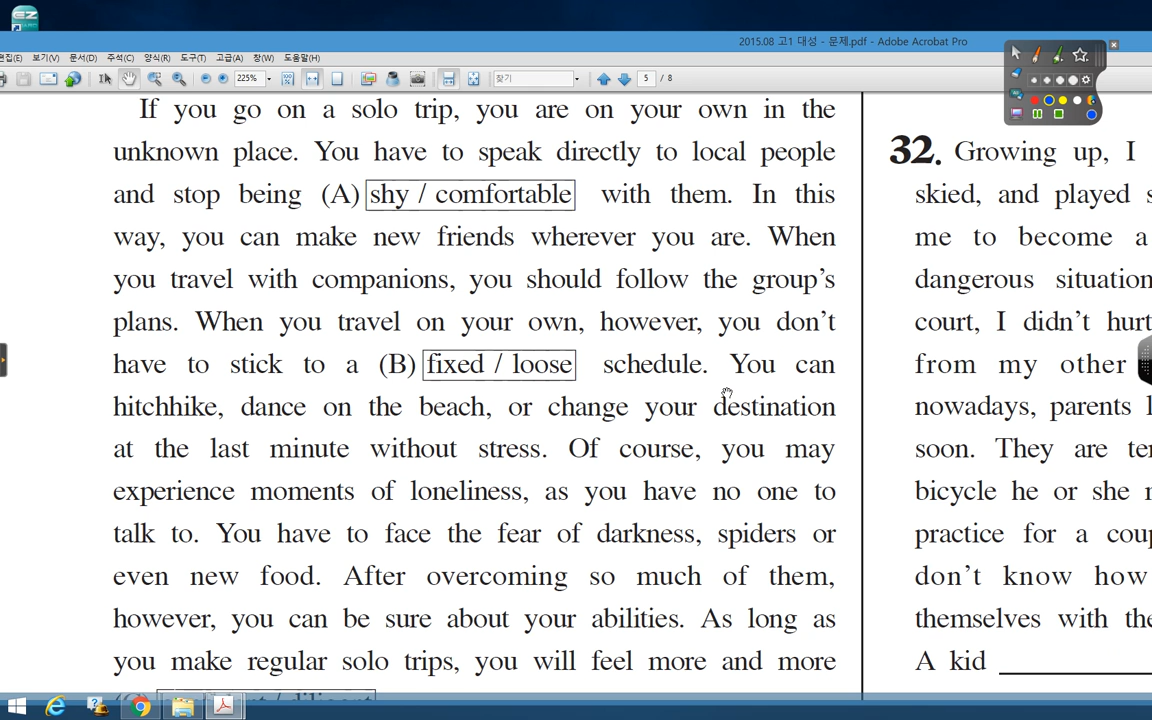 EZ
2015.08 고1 대성 - 문제.pdf - Adobe Acrobat Pro
편집(E) 보기(V) 문서(D) 주석(C) 양식(R) 도구(T) 고급(A) 창(W) 도움말(H)
225% 찾기 5 / 8
If you go on a solo trip, you are on your own in the
unknown place. You have to speak directly to local people
and stop being (A) shy / comfortable with them. In this
way, you can make new friends wherever you are. When
you travel with companions, you should follow the group's
plans. When you travel on your own, however, you don't
have to stick to a (B) fixed / loose schedule. You can
hitchhike, dance on the beach, or change your destination
at the last minute without stress. Of course, you may
experience moments of loneliness, as you have no one to
talk to. You have to face the fear of darkness, spiders or
even new food. After overcoming so much of them,
however, you can be sure about your abilities. As long as
you make regular solo trips, you will feel more and more
32. Growing up, I
skied, and played
me to become a
dangerous situation
court, I didn't hurt
from my other
nowadays, parents
soon. They are
bicycle he or she
practice for a
don't know how
themselves with
A kid